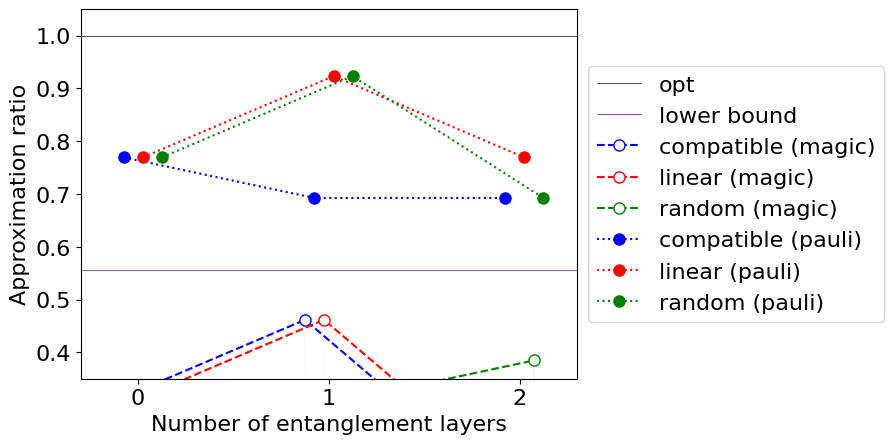 Approximation ratio
1.0
0.9
0.8
0.7
0.6
0.5
0.4
0 1 2
Number of entanglement layers
opt
lower bound
compatible (magic)
linear (magic)
random (magic)
compatible (pauli)
linear (pauli)
random (pauli)